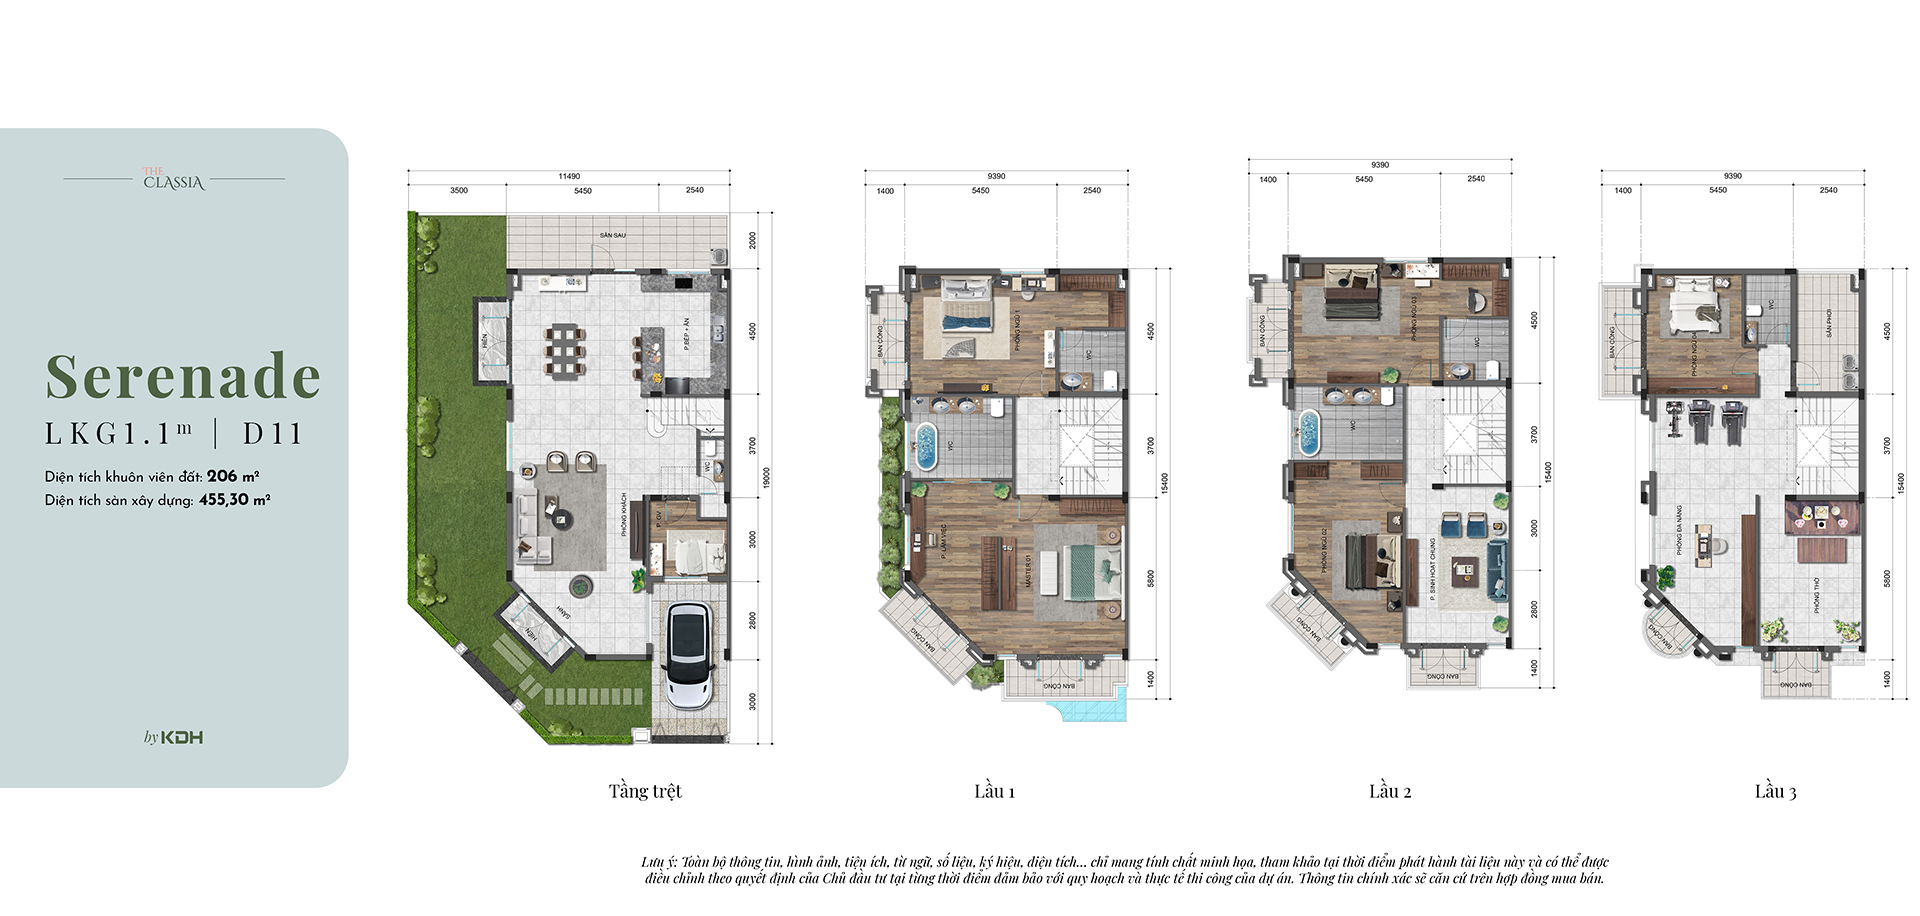 THE
CLASSIA
Serenade
LKG1.1m | D11
Diện tích khuôn viên đất: 206 m²
Diện tích sàn xây dựng: 455,30 m²
by KDH
11490
3500 5450 2540
SÂN SAU
HIÊN
P.BẾP + ĂN
WC
PHÒNG KHÁCH
P. GV
SẢNH
HIÊN
2000
4500
3700
19000
3000
2800
3000
Tầng trệt
9390
1400 5450 2540
BAN CÔNG
PHÒNG NGỦ 1
WC
WC
P. LÀM VIỆC
MASTER 01
BAN CÔNG
BAN CÔNG
4500
3700
15400
5800
1400
Lầu 1
9390
1400 5450 2540
BAN CÔNG
PHÒNG NGỦ 03
WC
WC
PHÒNG NGỦ 02
P. SINH HOẠT CHUNG
BAN CÔNG
BAN CÔNG
4500
3700
15400
3000
2800
1400
Lầu 2
9390
1400 5450 2540
BAN CÔNG
WC
SÂN PHƠI
PHÒNG ĐA NĂNG
PHÒNG THỜ
BAN CÔNG
BAN CÔNG
4500
3700
15400
5800
1400
Lầu 3
Lưu ý: Toàn bộ thông tin, hình ảnh, tiện ích, từ ngữ, số liệu, ký hiệu, diện tích... chỉ mang tính chất minh họa, tham khảo tại thời điểm phát hành tài liệu này và có thể được
điều chỉnh theo quyết định của Chủ đầu tư tại từng thời điểm đảm bảo với quy hoạch và thực tế thi công của dự án. Thông tin chính xác sẽ căn cứ trên hợp đồng mua bán.